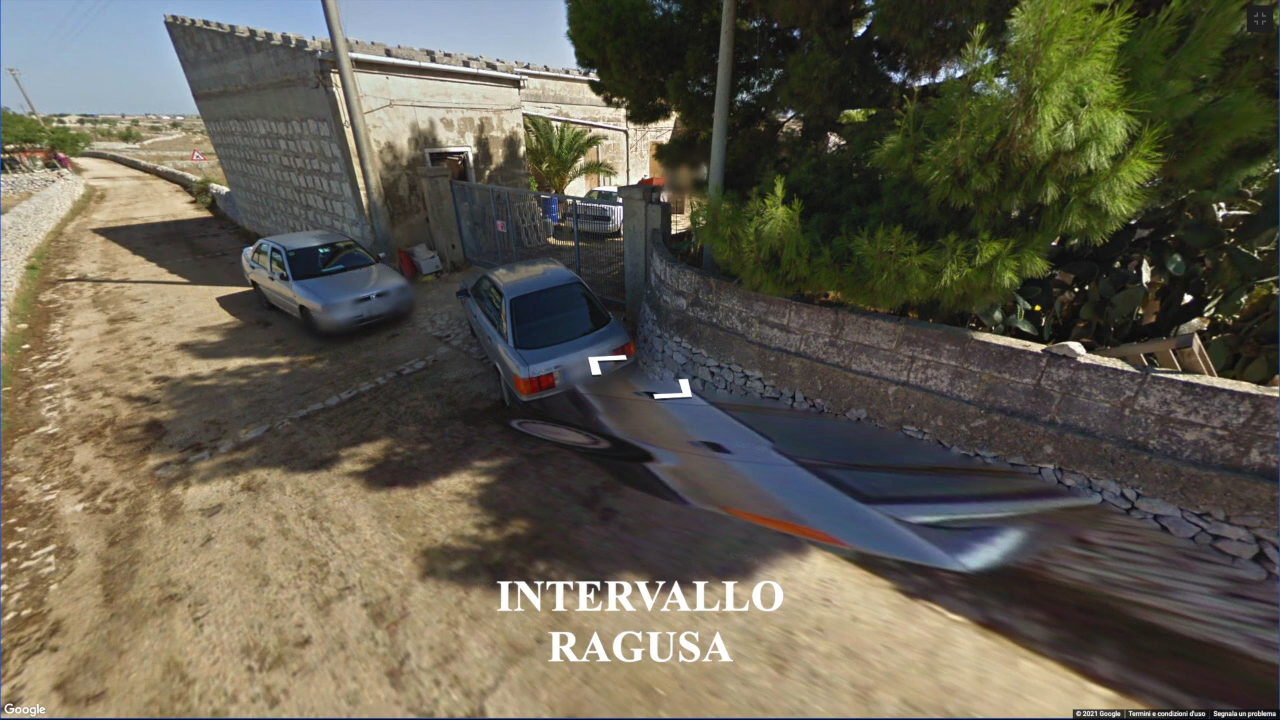 INTERVALLO
RAGUSA
Google
© 2021 Google
Termini e condizioni d'uso
Segnala un problema